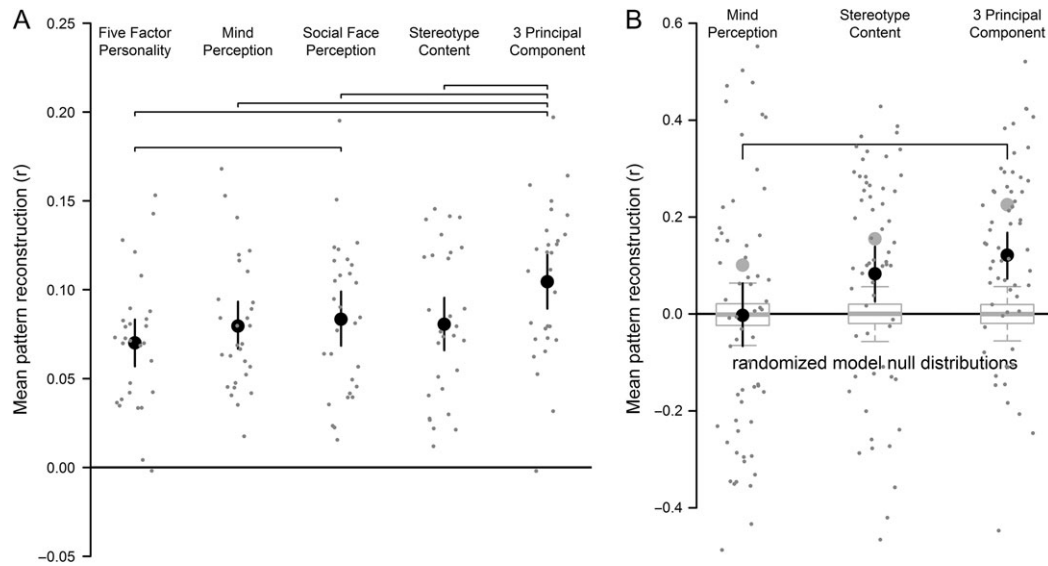 A
Five Factor
Personality
Mind
Perception
Social Face
Perception
Stereotype
Content
3 Principal
Component
Mean pattern reconstruction (r)
0.25
0.20
0.15
0.10
0.05
0.00
−0.05
B
Mind
Perception
Stereotype
Content
3 Principal
Component
Mean pattern reconstruction (r)
0.6
0.4
0.2
0.0
−0.2
−0.4
randomized model null distributions